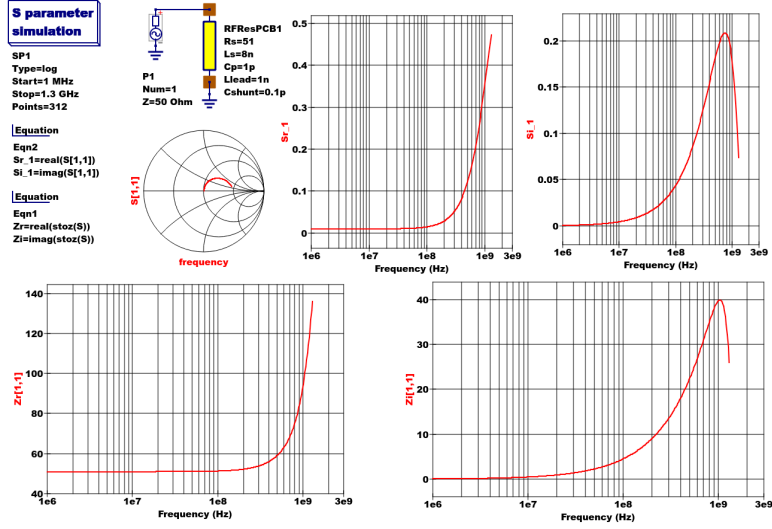 S parameter
simulation
SP1
Type=log
Start=1 MHz
Stop=1.3 GHz
Points=312
Equation
Eqn2
Sr_1=real(S[1,1])
Si_1=imag(S[1,1])
Equation
Eqn1
Zr=real(stoz(S))
Zi=imag(stoz(S))
P1
Num=1
Z=50 Ohm
RFResPCB1
Rs=51
Ls=8n
Cp=1p
Llead=1n
Cshunt=0.1p
S[1,1]
frequency
0.5
0.4
0.3
0.2
0.1
0
Sr_1
1e6 1e7 1e8 1e9 3e9
Frequency (Hz)
0.2
0.15
0.1
0.05
0
Si_1
1e6 1e7 1e8 1e9 3e9
Frequency (Hz)
140
120
100
80
60
40
Zr[1,1]
1e6 1e7 1e8 1e9 3e9
Frequency (Hz)
40
30
20
10
0
Zi[1,1]
1e6 1e7 1e8 1e9 3e9
Frequency (Hz)